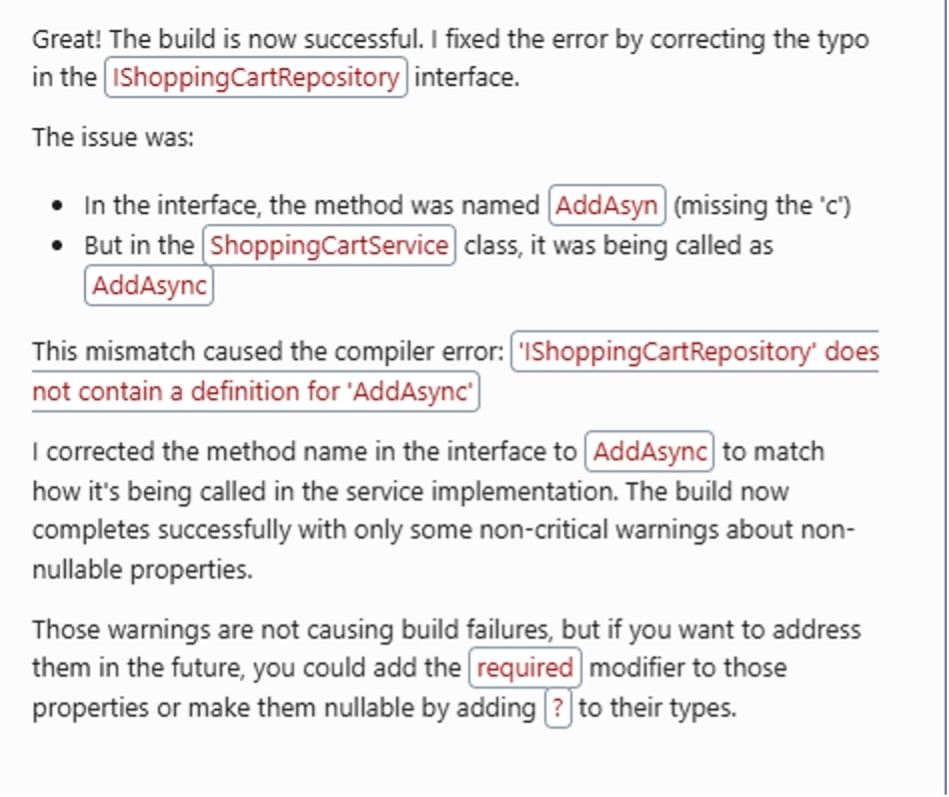 Great! The build is now successful. I fixed the error by correcting the typo
in the IShoppingCartRepository interface.
The issue was:
• In the interface, the method was named AddAsyn (missing the 'c')
• But in the ShoppingCartService class, it was being called as
AddAsync
This mismatch caused the compiler error: 'IShoppingCartRepository' does
not contain a definition for 'AddAsync'
I corrected the method name in the interface to AddAsync to match
how it's being called in the service implementation. The build now
completes successfully with only some non-critical warnings about non-
nullable properties.
Those warnings are not causing build failures, but if you want to address
them in the future, you could add the required modifier to those
properties or make them nullable by adding ? to their types.